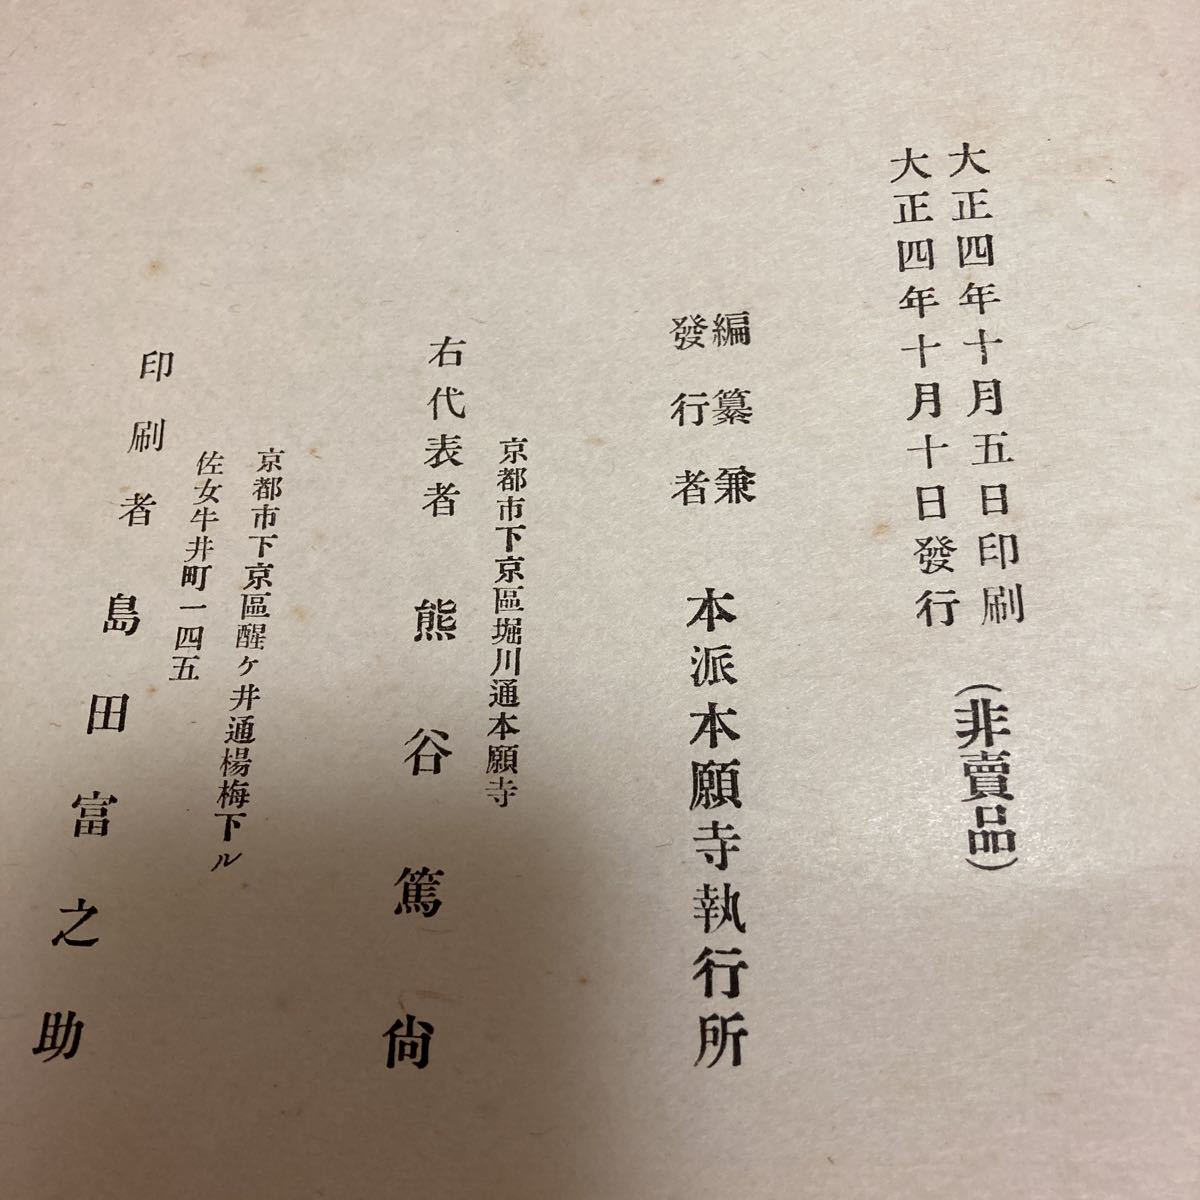 大正四年十月五日印刷
大正四年十月十日發行
(非賣品)
編纂兼
發行者
本派本願寺執行所
京都市下京區堀川通本願寺
右代表者 熊谷篤尙
京都市下京區醒ヶ井通楊梅下ル
佐女牛井町一四五
印刷者 島田富之助